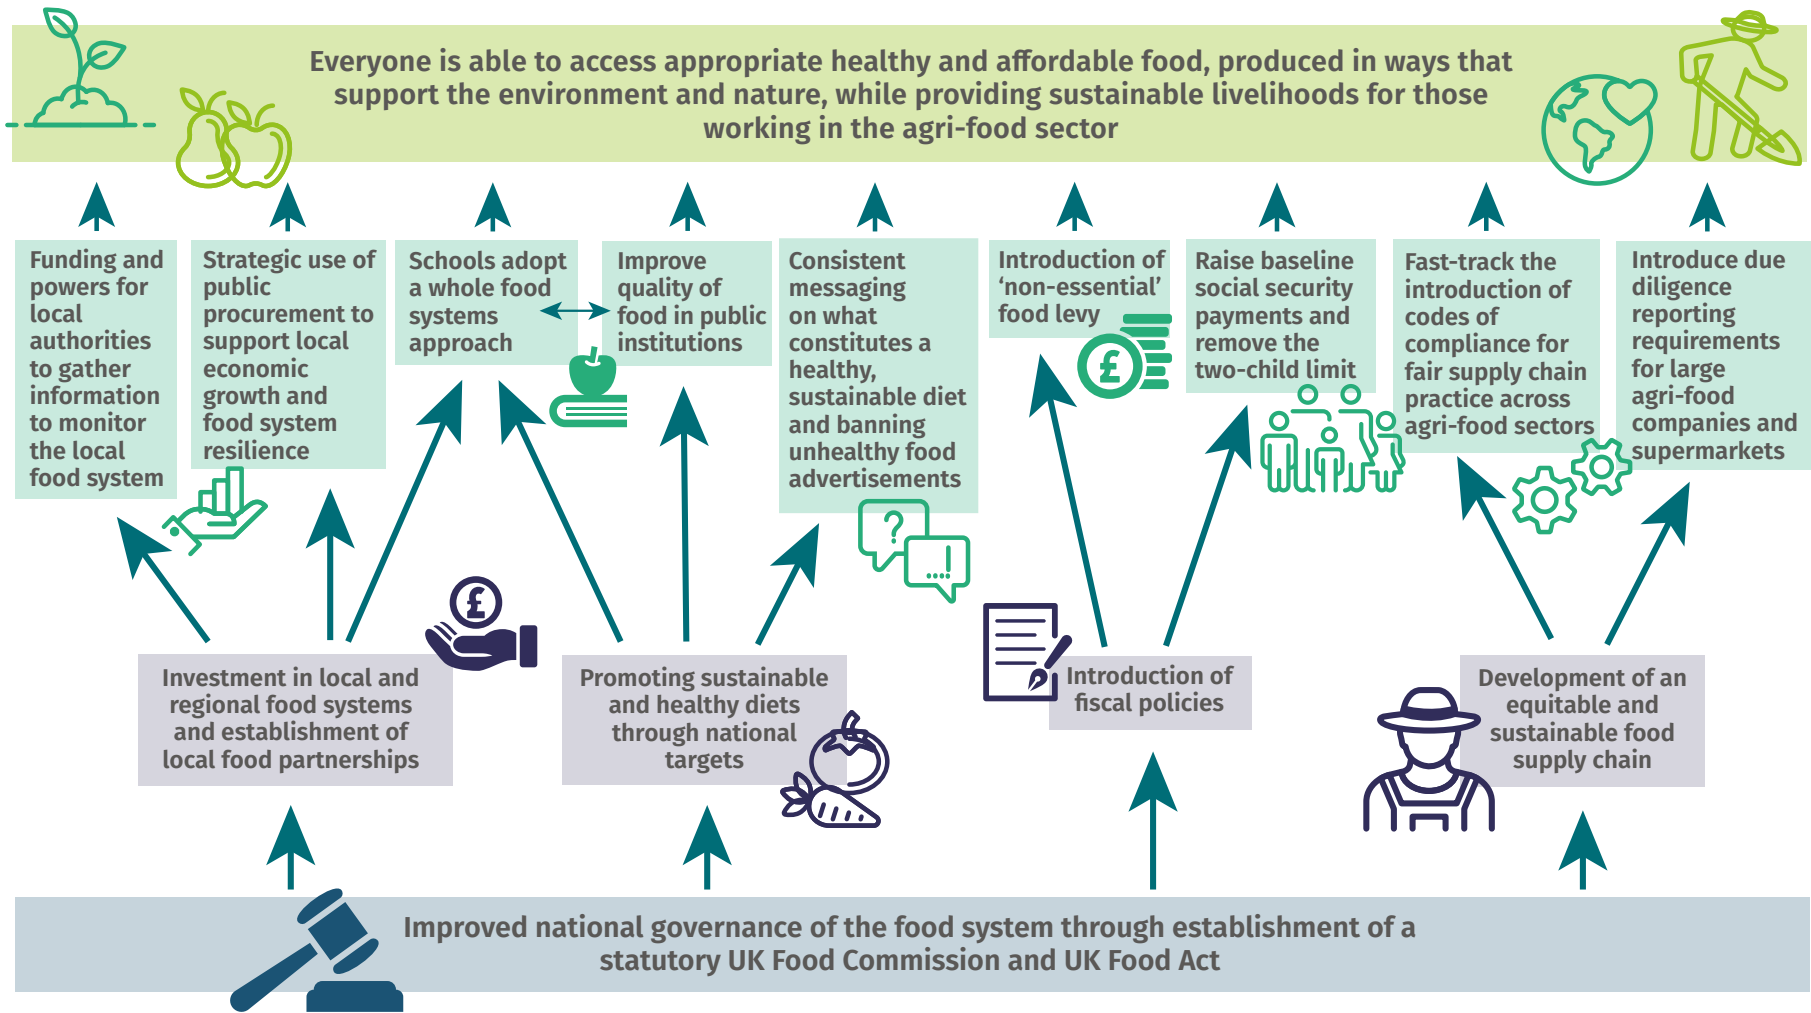 Everyone is able to access appropriate healthy and affordable food, produced in ways that
support the environment and nature, while providing sustainable livelihoods for those
working in the agri-food sector
Funding and
powers for
local
authorities
to gather
information
to monitor
the local
food system
Strategic use of
public
procurement to
support local
economic
growth and
food system
resilience
Schools adopt
a whole food
systems
approach
Improve
quality of
food in public
institutions
Consistent
messaging
on what
constitutes a
healthy,
sustainable diet
and banning
unhealthy food
advertisements
Introduction of
‘non-essential’
food levy
£
Raise baseline
social security
payments and
remove the
two-child limit
Fast-track the
introduction of
codes of
compliance for
fair supply chain
practice across
agri-food sectors
Introduce due
diligence
reporting
requirements
for large
agri-food
companies and
supermarkets
?
....!
£
Investment in local and
regional food systems
and establishment of
local food partnerships
Promoting sustainable
and healthy diets
through national
targets
Introduction of
fiscal policies
Development of an
equitable and
sustainable food
supply chain
Improved national governance of the food system through establishment of a
statutory UK Food Commission and UK Food Act